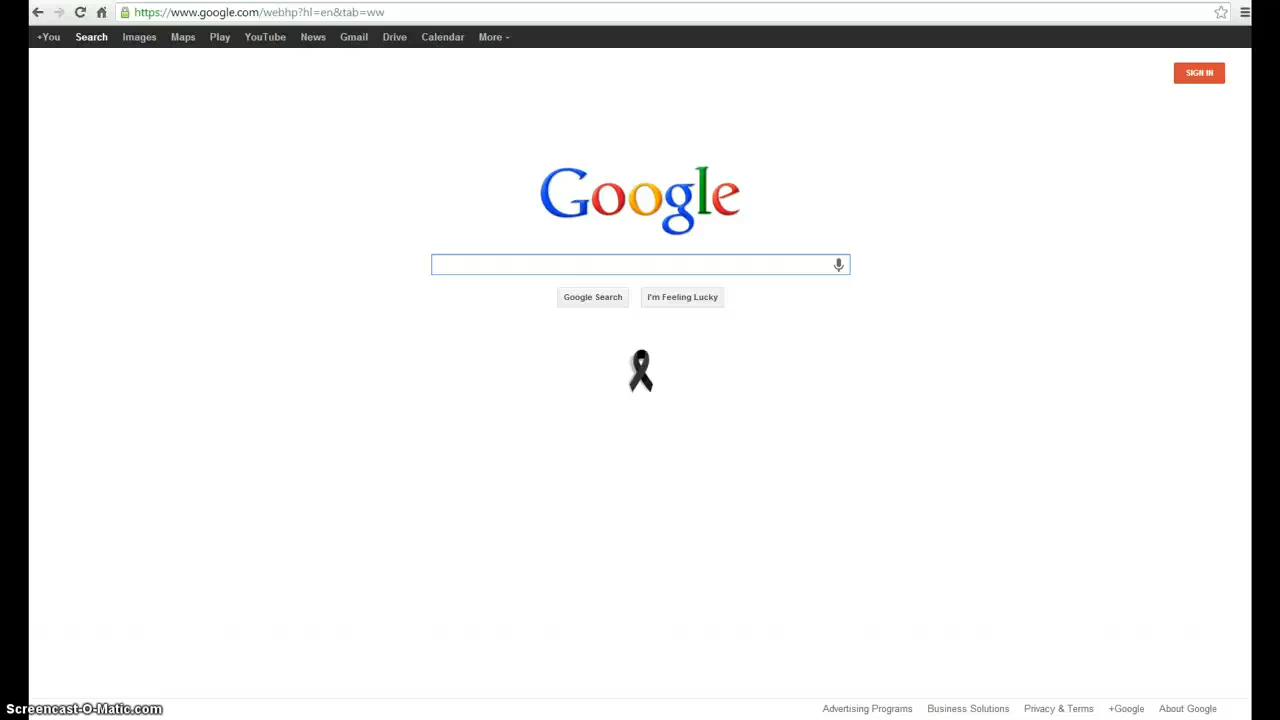 https://www.google.com/webhp?hl=en&tab=ww
+You Search Images Maps Play YouTube News Gmail Drive Calendar More
SIGN IN
Google
Google Search I'm Feeling Lucky
Screencast-O-Matic.com Advertising Programs Business Solutions Privacy & Terms +Google About Google